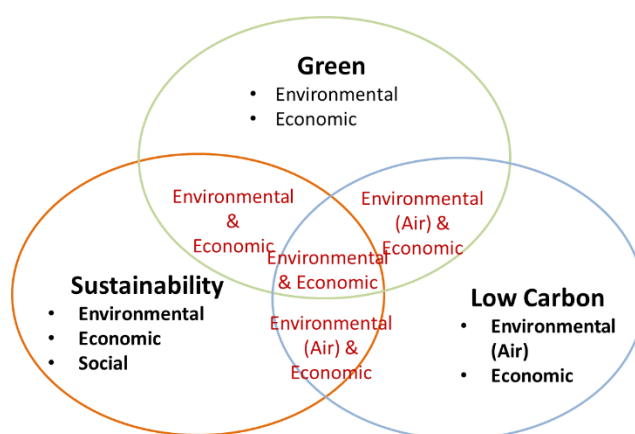 Green
• Environmental
• Economic
Environmental
&
Economic
Environmental
(Air) &
Economic
Environmental
& Economic
Sustainability
• Environmental
• Economic
• Social
Environmental
(Air) &
Economic
Low Carbon
• Environmental
(Air)
• Economic